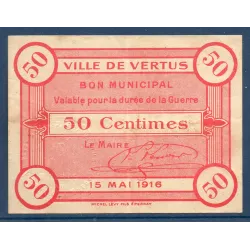 50 VILLE DE VERTUS 50
BON MUNICIPAL
Valable pour la durée de la Guerre
50 Centimes
LE MAIRE
15 MAI 1916
50 50